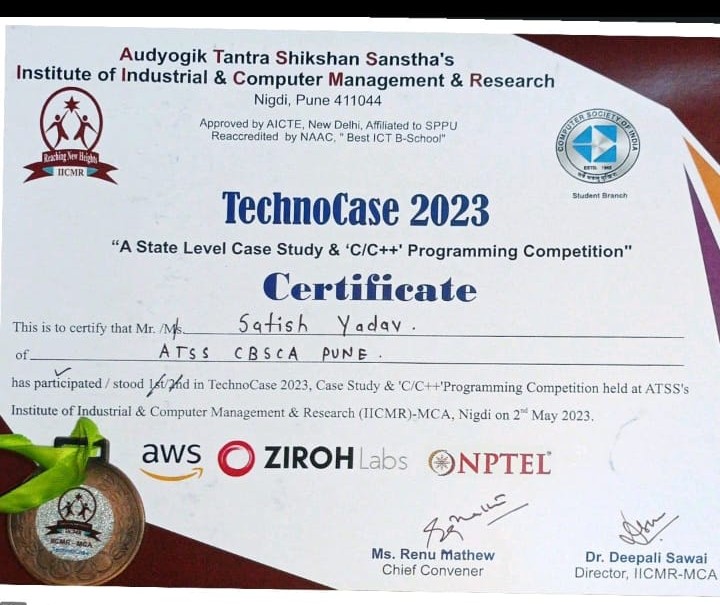 Audyogik Tantra Shikshan Sanstha's
Institute of Industrial & Computer Management & Research
Nigdi, Pune 411044
Approved by AICTE, New Delhi, Affiliated to SPPU
Reaccredited by NAAC, " Best ICT B-School"
Reaching New Heights
IICMR
COMPUTER SOCIETY OF INDIA
ESTD. 1965
Student Branch
TechnoCase 2023
"A State Level Case Study & 'C/C++' Programming Competition"
Certificate
This is to certify that Mr. /Ms. Satish Yadav.
of ATSS CBSCA PUNE.
has participated / stood 1st/2nd in TechnoCase 2023, Case Study & 'C/C++'Programming Competition held at ATSS's
Institute of Industrial & Computer Management & Research (IICMR)-MCA, Nigdi on 2nd May 2023.
aws ZIROH Labs NPTEL
IICMR - MCA
TechnoCase
Ms. Renu Mathew
Chief Convener
Dr. Deepali Sawai
Director, IICMR-MCA